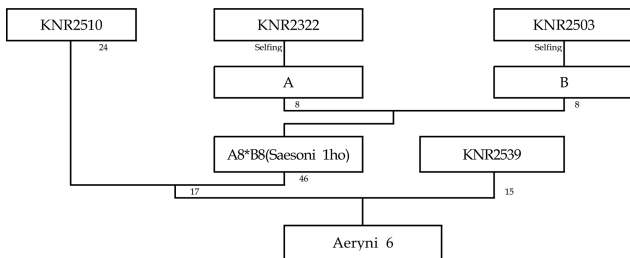 KNR2510 KNR2322 KNR2503
24 Selfing Selfing
A B
8 8
A8*B8(Saesoni 1ho) KNR2539
17 46 15
Aeryni 6